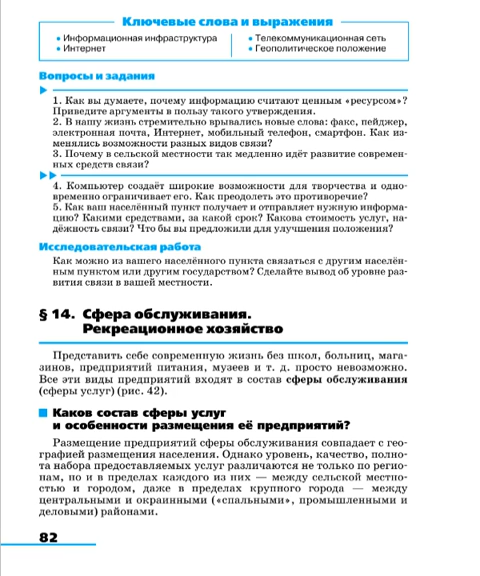 Ключевые слова и выражения
• Информационная инфраструктура
• Интернет
• Телекоммуникационная сеть
• Геополитическое положение
Вопросы и задания
1. Как вы думаете, почему информацию считают ценным «ресурсом»?
Приведите аргументы в пользу такого утверждения.
2. В нашу жизнь стремительно врывались новые слова: факс, пейджер,
электронная почта, Интернет, мобильный телефон, смартфон. Как из-
менялись возможности разных видов связи?
3. Почему в сельской местности так медленно идёт развитие современ-
ных средств связи?
4. Компьютер создаёт широкие возможности для творчества и одно-
временно ограничивает его. Как преодолеть это противоречие?
5. Как ваш населённый пункт получает и отправляет нужную информа-
цию? Какими средствами, за какой срок? Какова стоимость услуг, на-
дёжность связи? Что бы вы предложили для улучшения положения?
Исследовательская работа
Как можно из вашего населённого пункта связаться с другим населён-
ным пунктом или другим государством? Сделайте вывод об уровне раз-
вития связи в вашей местности.
§ 14. Сфера обслуживания.
Рекреационное хозяйство
Представить себе современную жизнь без школ, больниц, мага-
зинов, предприятий питания, музеев и т. д. просто невозможно.
Все эти виды предприятий входят в состав сферы обслуживания
(сферы услуг) (рис. 42).
Каков состав сферы услуг
и особенности размещения её предприятий?
Размещение предприятий сферы обслуживания совпадает с гео-
графией размещения населения. Однако уровень, качество, полно-
та набора предоставляемых услуг различаются не только по регио-
нам, но и в пределах каждого из них — между сельской местно-
стью и городом, даже в пределах крупного города — между
центральными и окраинными («спальными», промышленными и
деловыми) районами.
82